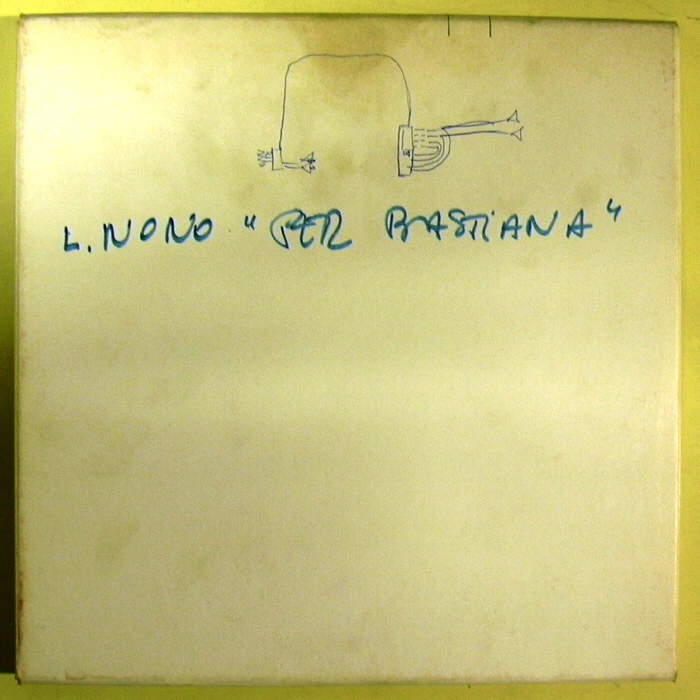 L. NONO "PER BASTIANA"